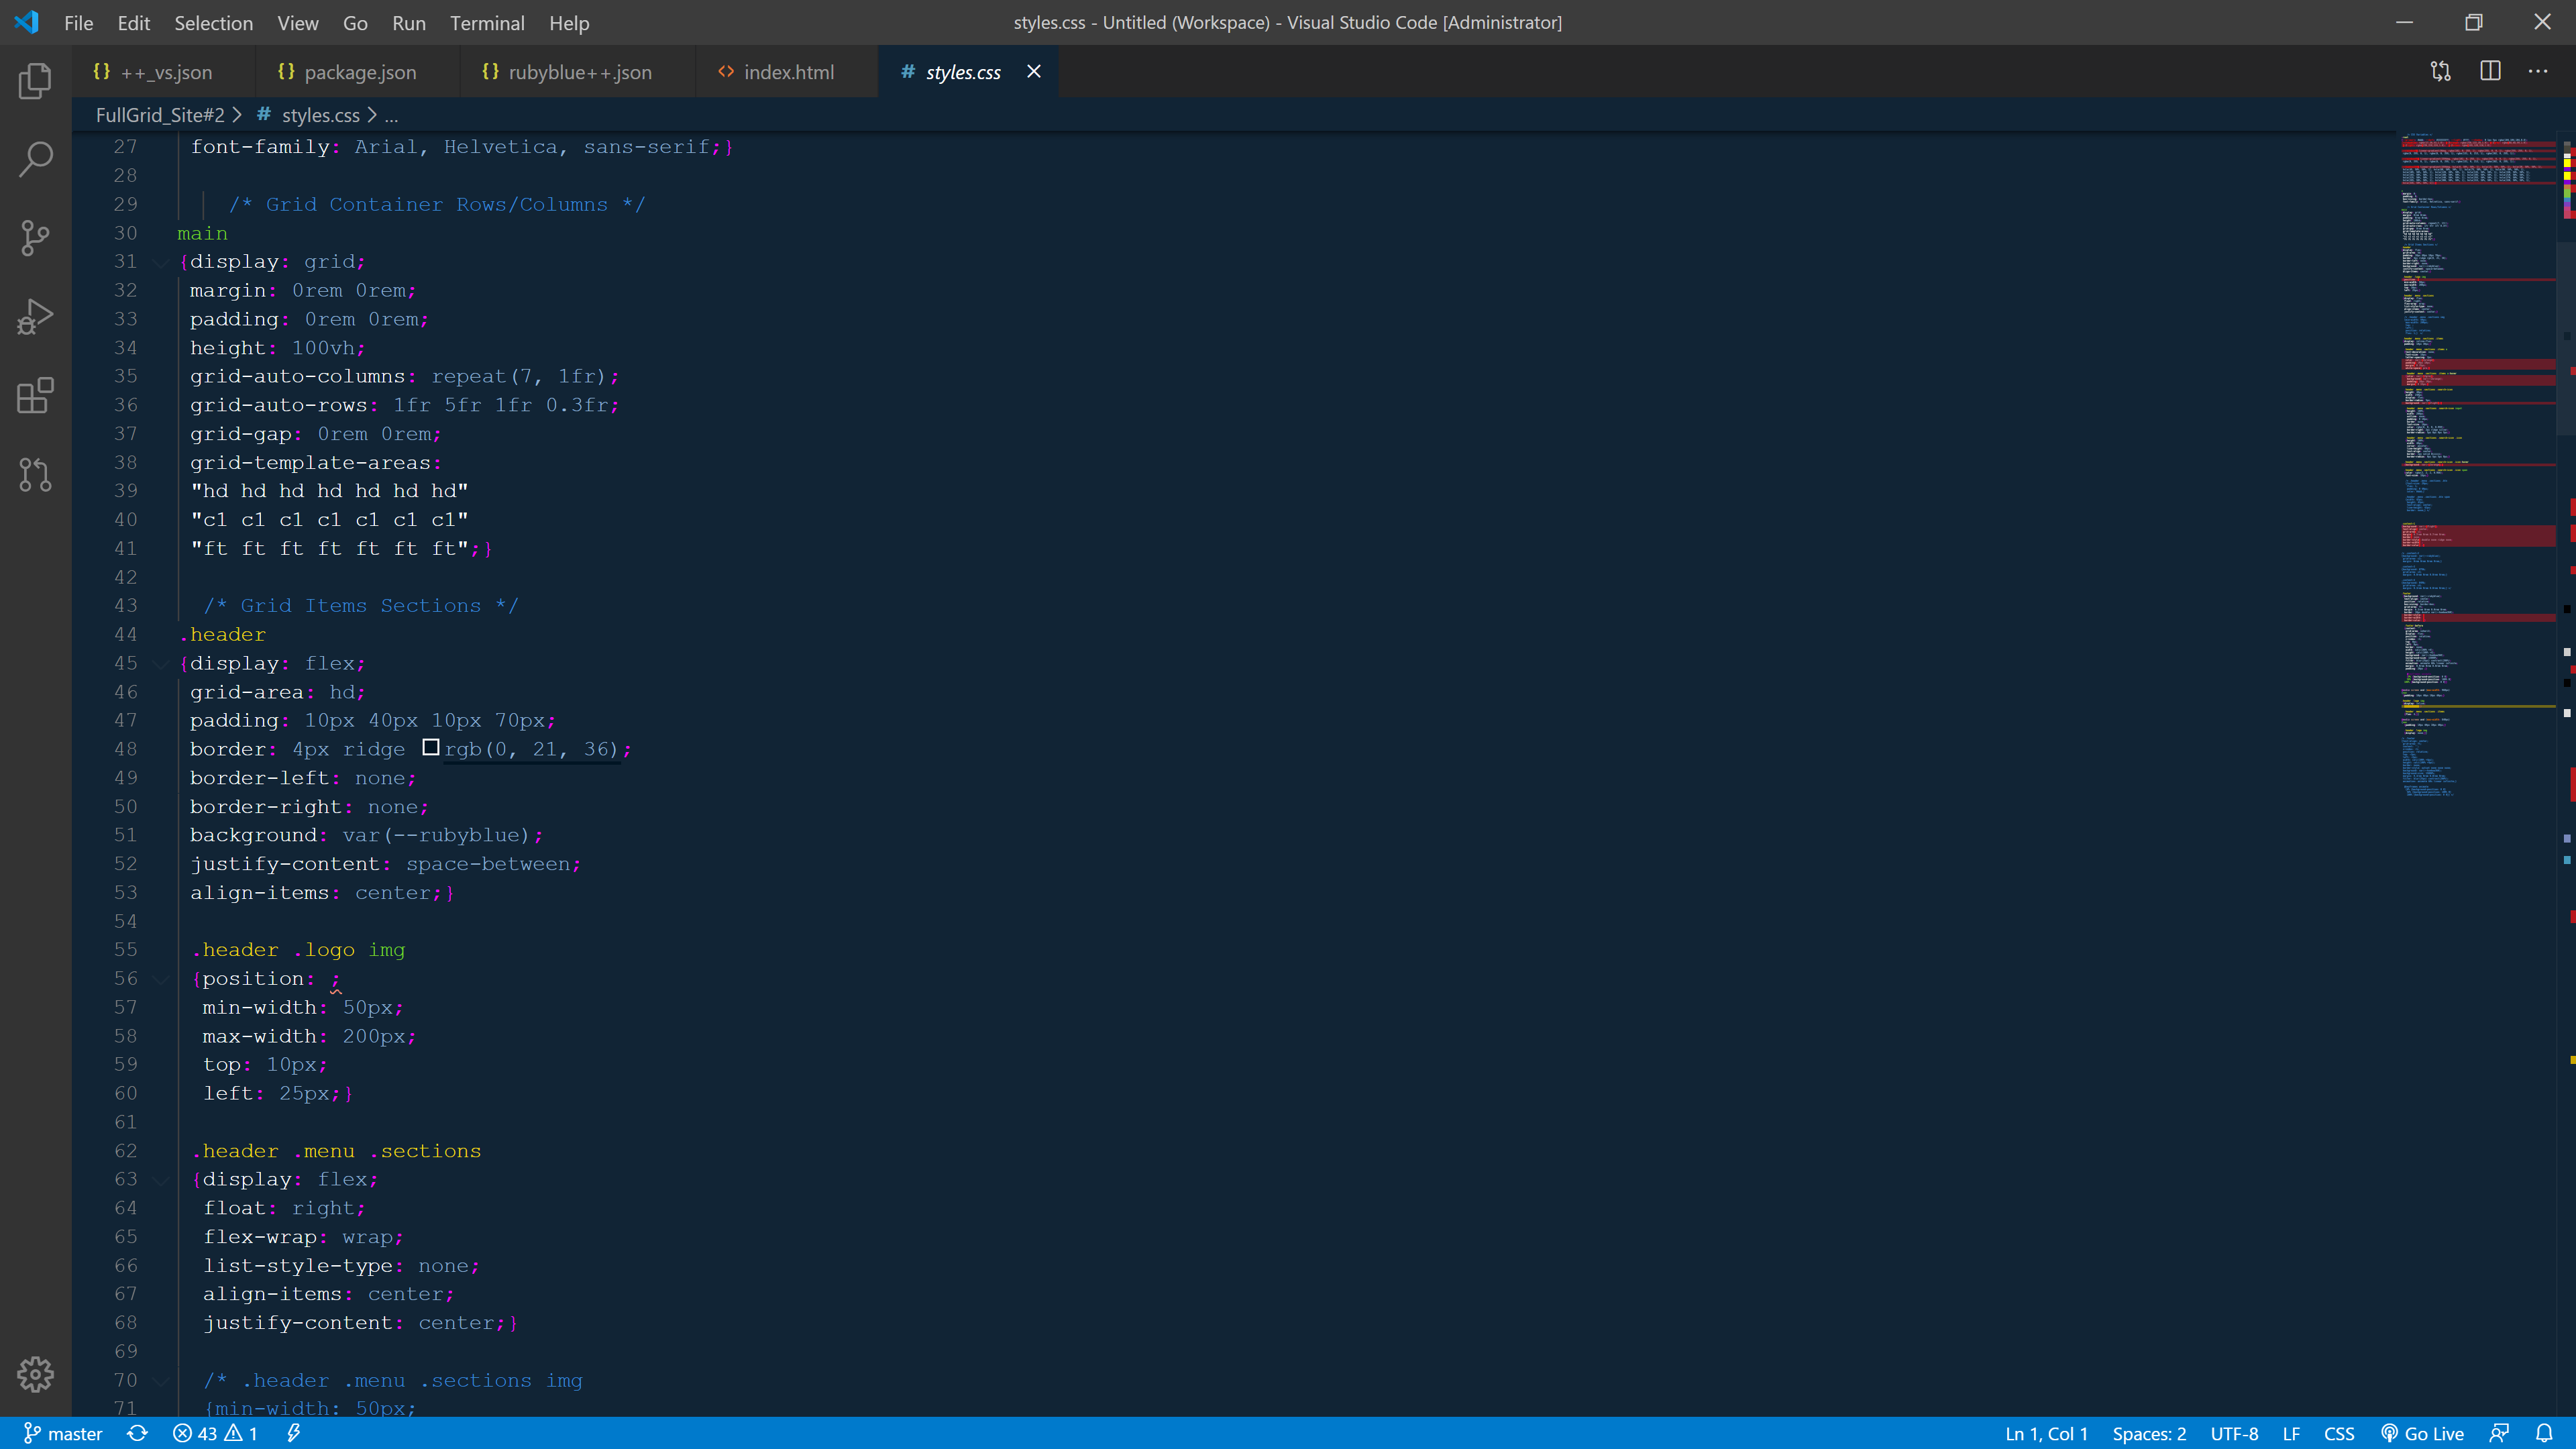 File Edit Selection View Go Run Terminal Help
styles.css - Untitled (Workspace) - Visual Studio Code [Administrator]
{} ++_vs.json {} package.json {} rubyblue++.json <> index.html # styles.css
FullGrid_Site#2 > # styles.css > ...
27 font-family: Arial, Helvetica, sans-serif;}
28
29 /* Grid Container Rows/Columns */
30 main
31 {display: grid;
32 margin: 0rem 0rem;
33 padding: 0rem 0rem;
34 height: 100vh;
35 grid-auto-columns: repeat(7, 1fr);
36 grid-auto-rows: 1fr 5fr 1fr 0.3fr;
37 grid-gap: 0rem 0rem;
38 grid-template-areas:
39 "hd hd hd hd hd hd hd"
40 "c1 c1 c1 c1 c1 c1 c1"
41 "ft ft ft ft ft ft ft";}
42
43 /* Grid Items Sections */
44 .header
45 {display: flex;
46 grid-area: hd;
47 padding: 10px 40px 10px 70px;
48 border: 4px ridge rgb(0, 21, 36);
49 border-left: none;
50 border-right: none;
51 background: var(--rubyblue);
52 justify-content: space-between;
53 align-items: center;}
54
55 .header .logo img
56 {position: ;
57 min-width: 50px;
58 max-width: 200px;
59 top: 10px;
60 left: 25px;}
61
62 .header .menu .sections
63 {display: flex;
64 float: right;
65 flex-wrap: wrap;
66 list-style-type: none;
67 align-items: center;
68 justify-content: center;}
69
70 /* .header .menu .sections img
71 {min-width: 50px;
master 43 1 Ln 1, Col 1 Spaces: 2 UTF-8 LF CSS Go Live